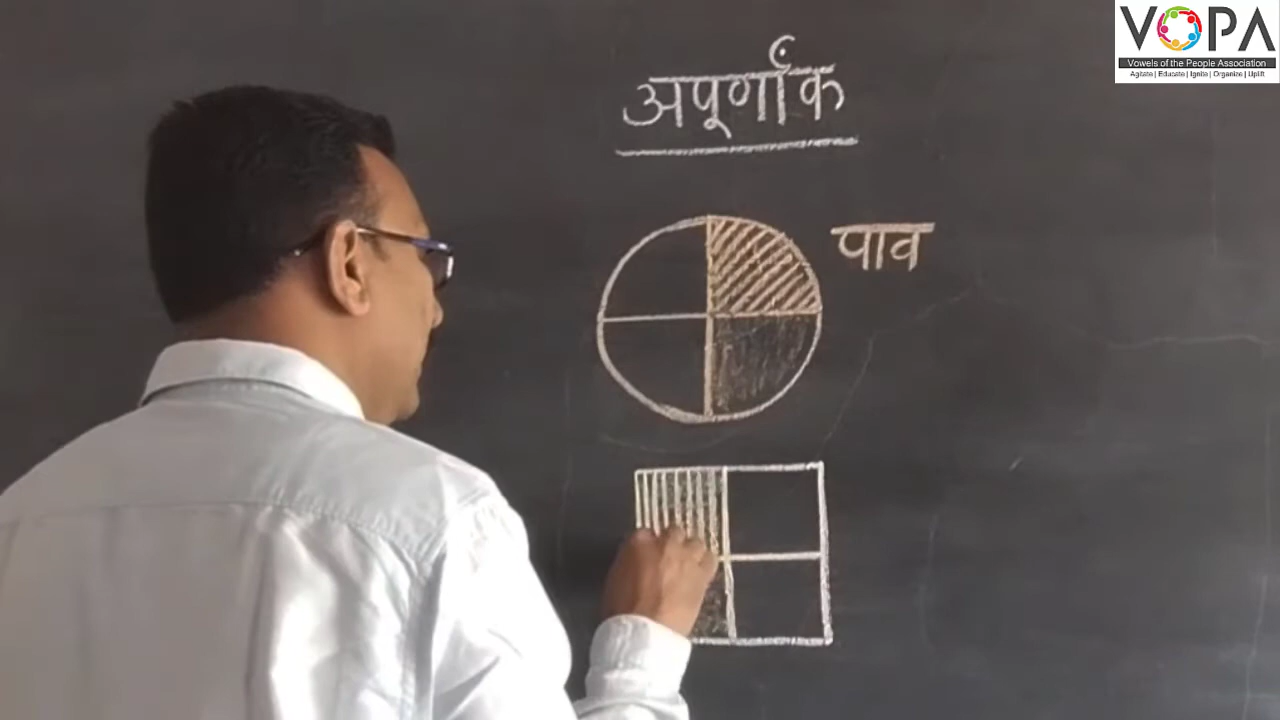 VOPA
Vowels of the People Association
Agitate | Educate | Ignite | Organize | Uplift
अपूर्णांक
पाव